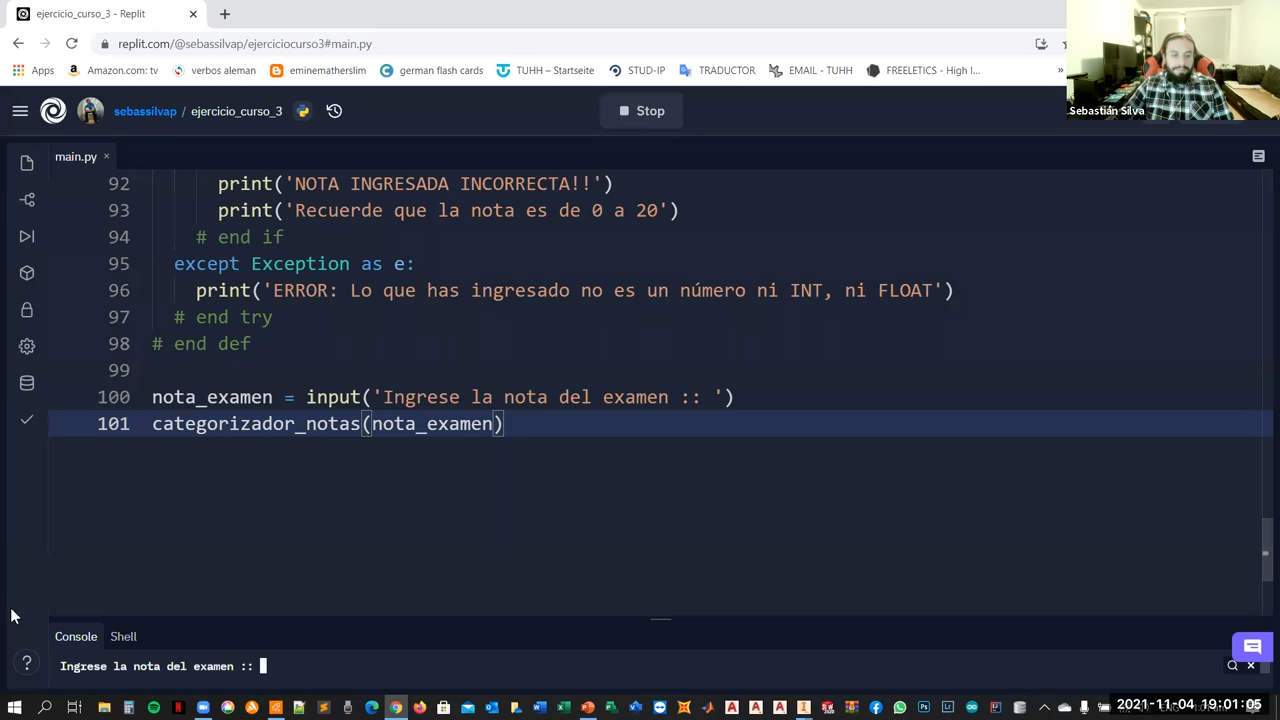 ejercicio_curso_3 - Replit
replit.com/@sebassilvap/ejerciciocurso3#main.py
Apps Amazon.com: tv verbos aleman eminematherslim german flash cards TUHH – Startseite STUD-IP TRADUCTOR EMAIL - TUHH FREELETICS - High I... »
Sebastián Silva
sebassilvap / ejercicio_curso_3 Stop
main.py
92 print('NOTA INGRESADA INCORRECTA!!')
93 print('Recuerde que la nota es de 0 a 20')
94 # end if
95 except Exception as e:
96 print('ERROR: Lo que has ingresado no es un número ni INT, ni FLOAT')
97 # end try
98 # end def
99
100 nota_examen = input('Ingrese la nota del examen :: ')
101 categorizador_notas(nota_examen)
Console Shell
Ingrese la nota del examen ::
2021-11-04 19:01:05